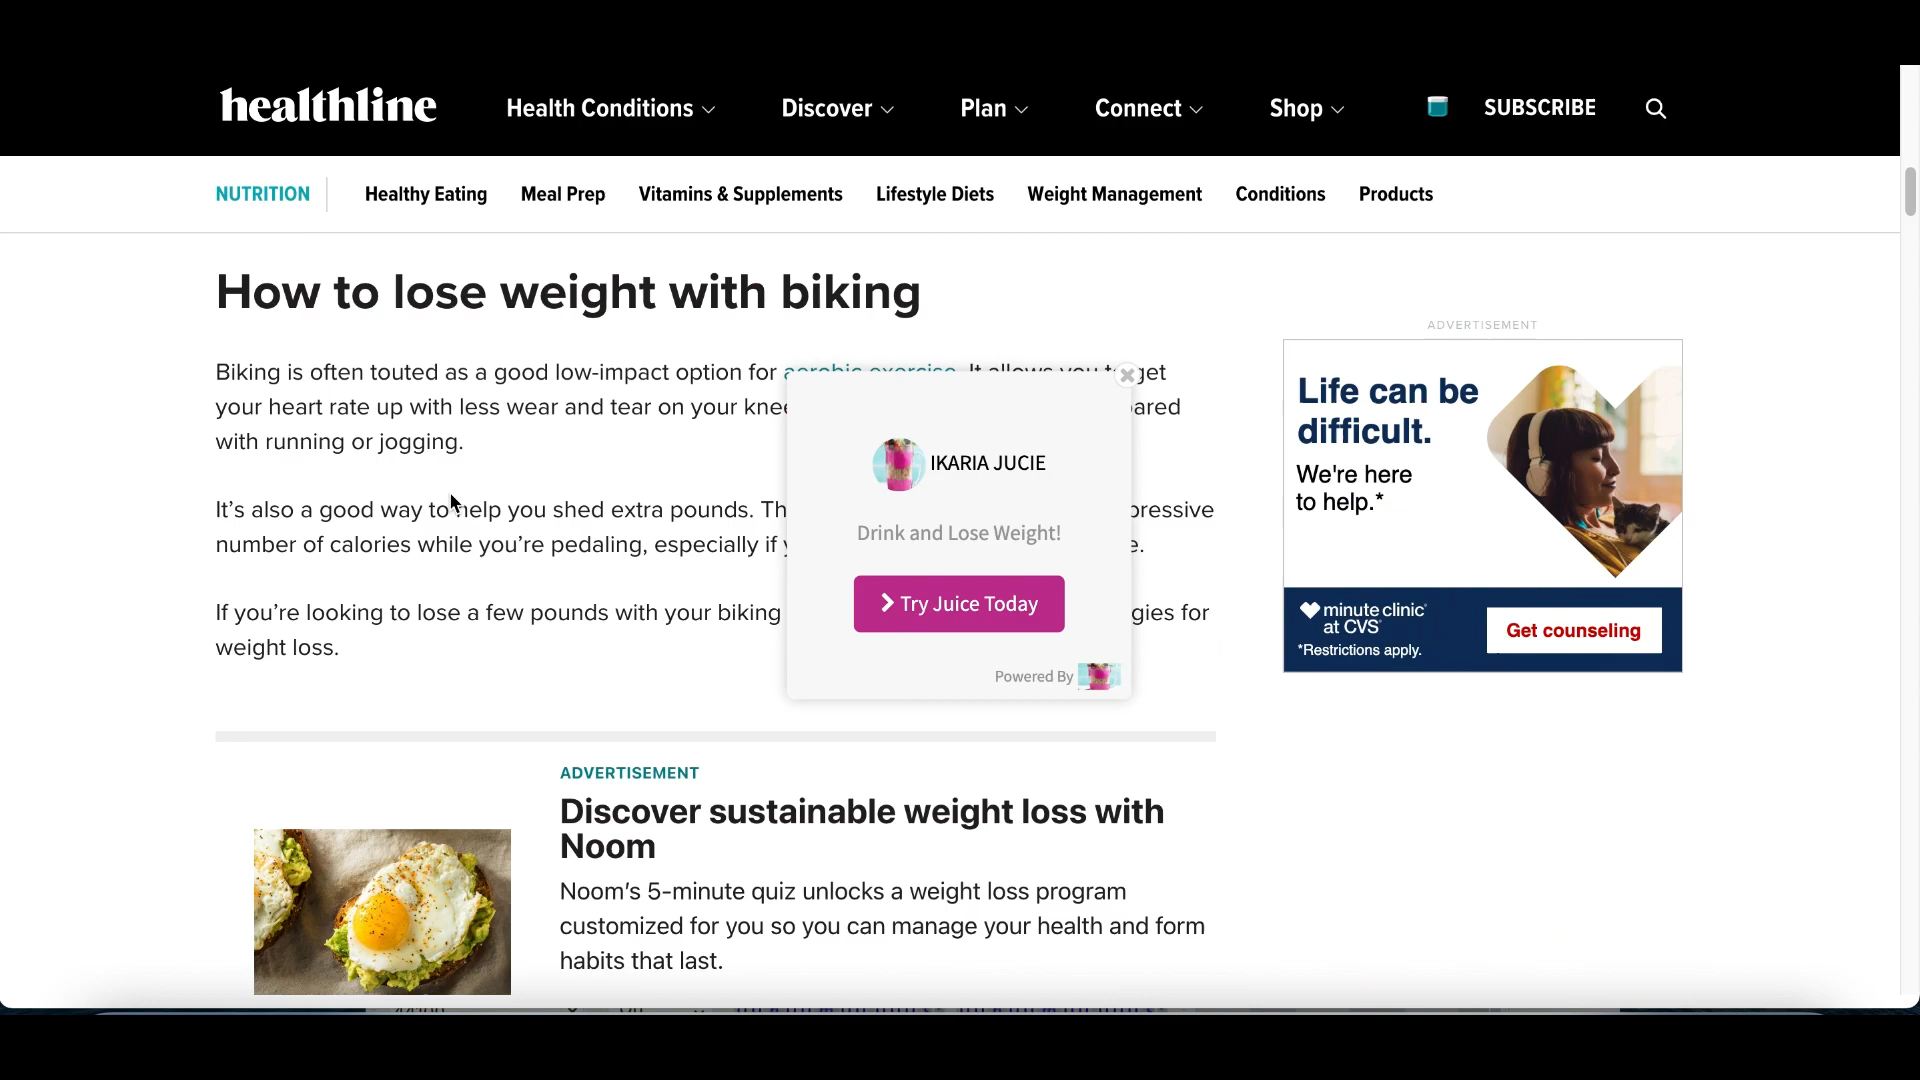 healthline
Health Conditions
Discover
Plan
Connect
Shop
SUBSCRIBE
NUTRITION
Healthy Eating
Meal Prep
Vitamins & Supplements
Lifestyle Diets
Weight Management
Conditions
Products
How to lose weight with biking
Biking is often touted as a good low-impact option for aerobic exercise. It allows you to get
your heart rate up with less wear and tear on your knee
ared
with running or jogging.
It’s also a good way to help you shed extra pounds. Th
pressive
number of calories while you’re pedaling, especially if y
e.
If you’re looking to lose a few pounds with your biking
gies for
weight loss.
IKARIA JUCIE
Drink and Lose Weight!
Try Juice Today
Powered By
ADVERTISEMENT
Life can be
difficult.
We're here
to help.*
minute clinic
at CVS
*Restrictions apply.
Get counseling
ADVERTISEMENT
Discover sustainable weight loss with
Noom
Noom's 5-minute quiz unlocks a weight loss program
customized for you so you can manage your health and form
habits that last.